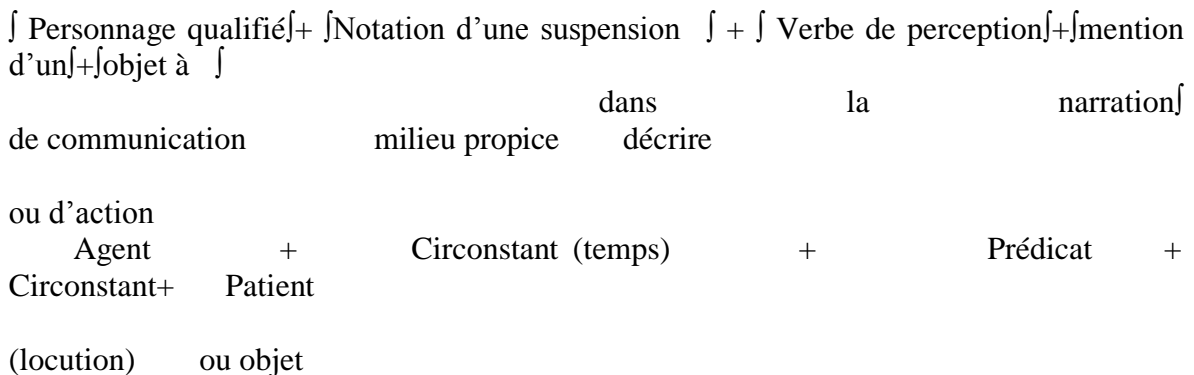 ∫ Personnage qualifié∫+ ∫Notation d’une suspension ∫ + ∫ Verbe de perception∫+∫mention
d’un∫+∫objet à ∫
dans la narration∫
de communication milieu propice décrire
ou d’action
Agent + Circonstant (temps) + Prédicat +
Circonstant+ Patient
(locution) ou objet